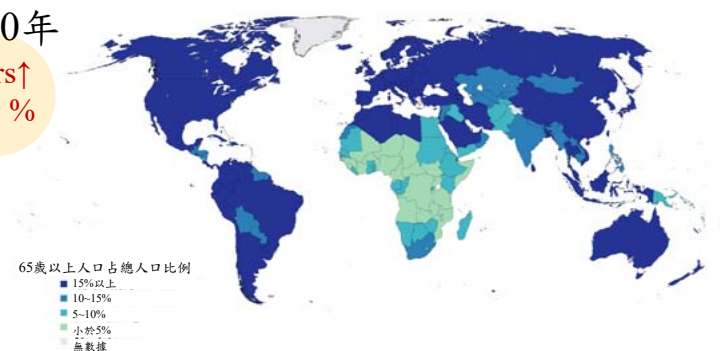 0年
rs↑
%
65歲以上人口占總人口比例
15%以上
10~15%
5~10%
小於5%
無數據